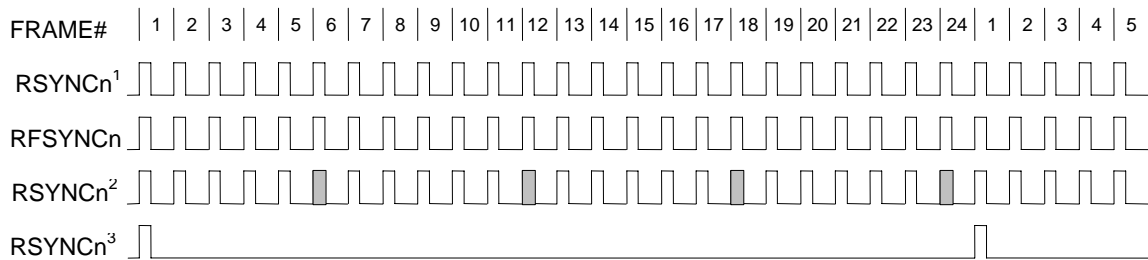 FRAME# 1 2 3 4 5 6 7 8 9 10 11 12 13 14 15 16 17 18 19 20 21 22 23 24 1 2 3 4 5
RSYNCn¹
RFSYNCn
RSYNCn²
RSYNCn³